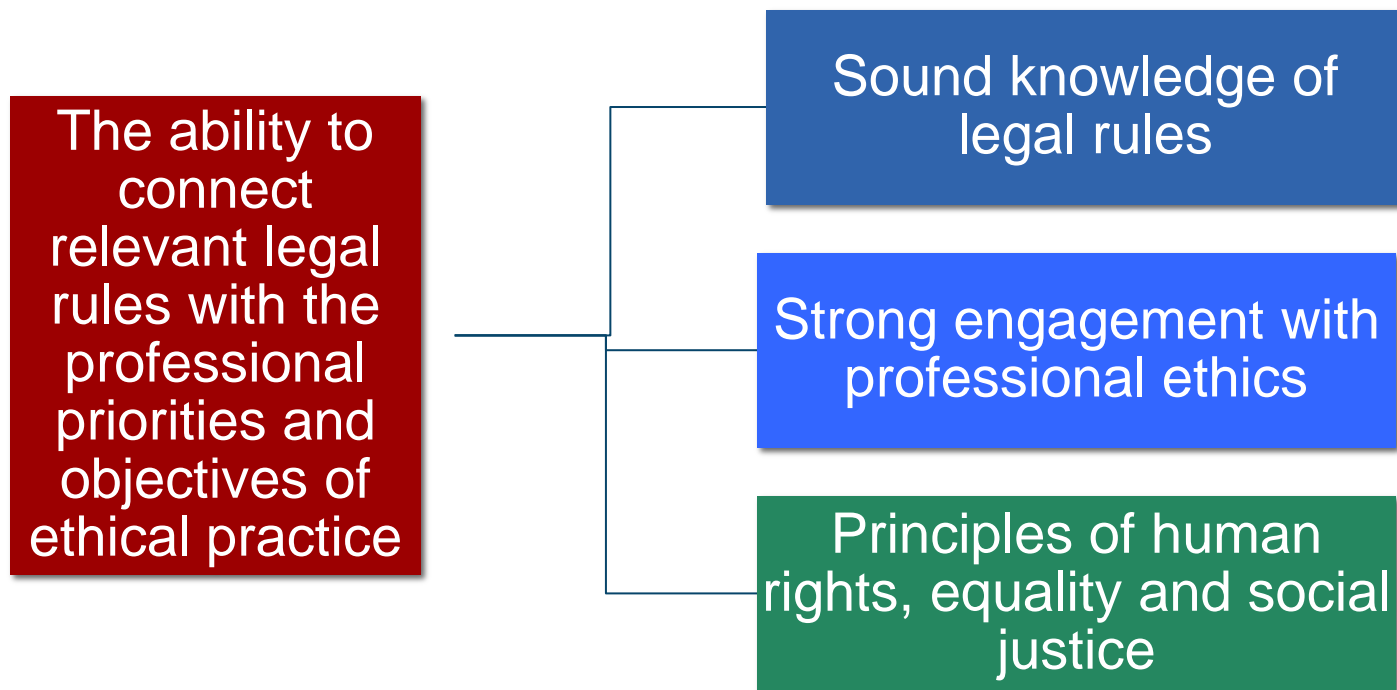 The ability to
connect
relevant legal
rules with the
professional
priorities and
objectives of
ethical practice
Sound knowledge of
legal rules
Strong engagement with
professional ethics
Principles of human
rights, equality and social
justice